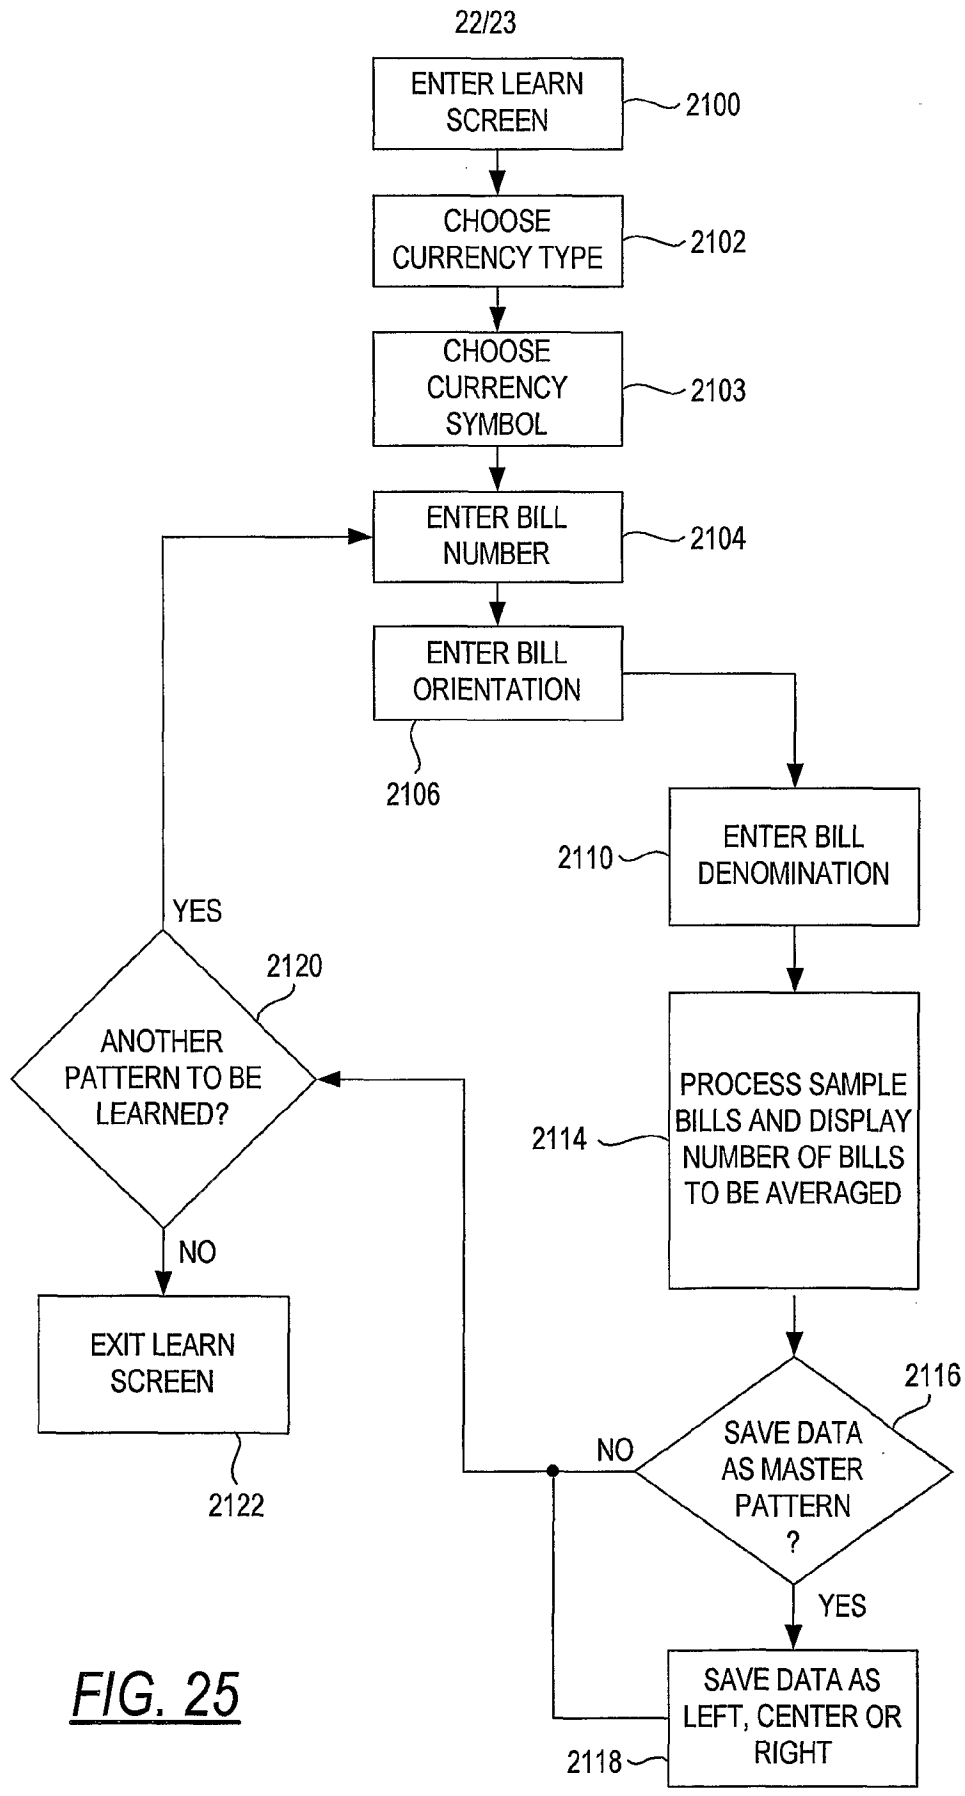 22/23
ENTER LEARN
SCREEN
2100
CHOOSE
CURRENCY TYPE
2102
CHOOSE
CURRENCY
SYMBOL
2103
ENTER BILL
NUMBER
2104
ENTER BILL
ORIENTATION
2106
ENTER BILL
DENOMINATION
2110
PROCESS SAMPLE
BILLS AND DISPLAY
NUMBER OF BILLS
TO BE AVERAGED
2114
SAVE DATA
AS MASTER
PATTERN
?
2116
NO
YES
SAVE DATA AS
LEFT, CENTER OR
RIGHT
2118
YES
2120
ANOTHER
PATTERN TO BE
LEARNED?
NO
EXIT LEARN
SCREEN
2122
FIG. 25